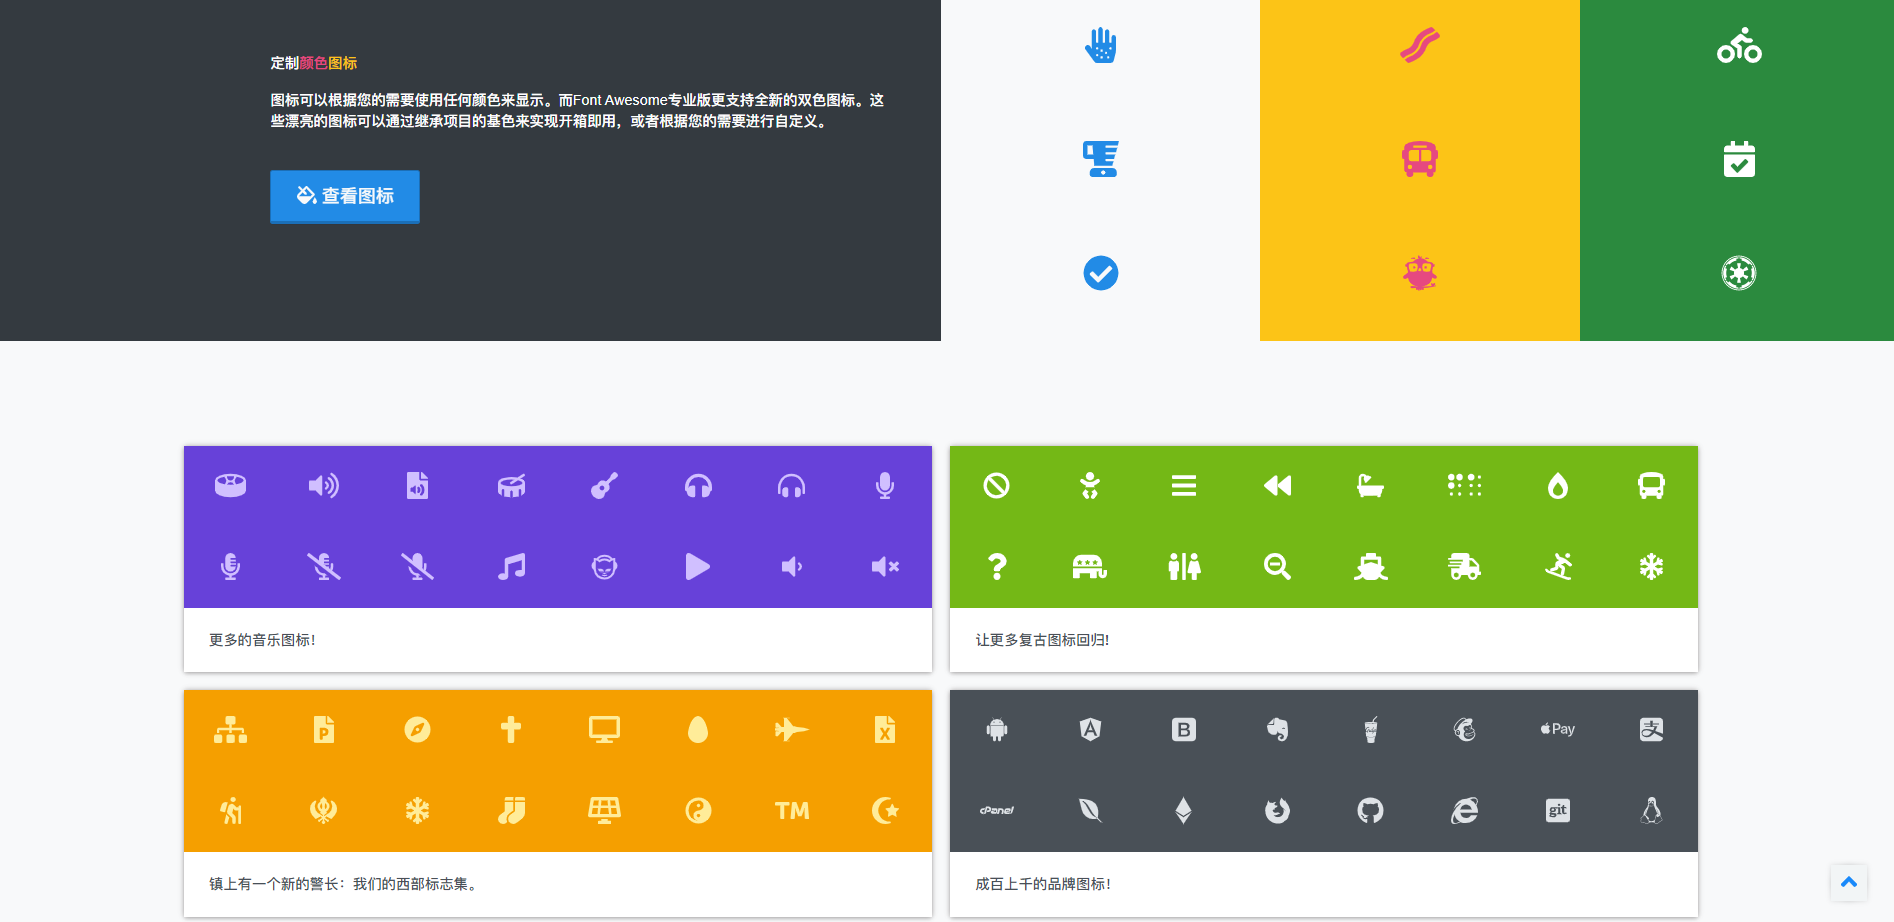 定制颜色图标
图标可以根据您的需要使用任何颜色来显示。而Font Awesome专业版更支持全新的双色图标。这
些漂亮的图标可以通过继承项目的基色来实现开箱即用，或者根据您的需要进行自定义。
查看图标
更多的音乐图标！
让更多复古图标回归!
P
X
TM
镇上有一个新的警长：我们的西部标志集。
A
B
Pay
支
cPanel
git
成百上千的品牌图标！